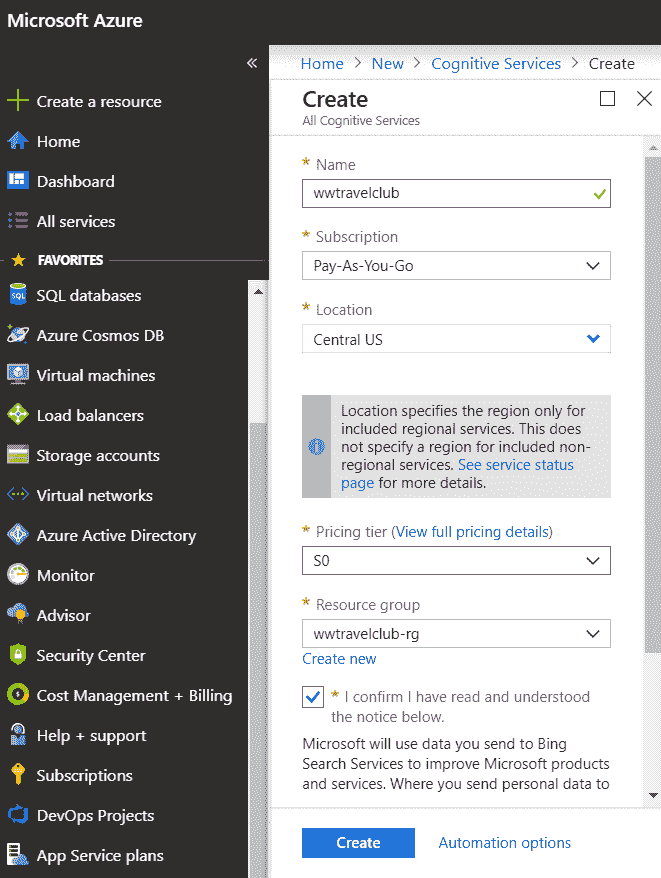 Microsoft Azure
«
Create a resource
Home
Dashboard
All services
FAVORITES
SQL databases
Azure Cosmos DB
Virtual machines
Load balancers
Storage accounts
Virtual networks
Azure Active Directory
Monitor
Advisor
Security Center
Cost Management + Billing
Help + support
Subscriptions
DevOps Projects
App Service plans
Home > New > Cognitive Services > Create
Create
All Cognitive Services
* Name
wwtravelclub
* Subscription
Pay-As-You-Go
* Location
Central US
Location specifies the region only for
included regional services. This does
not specify a region for included non-
regional services. See service status
page for more details.
* Pricing tier (View full pricing details)
S0
* Resource group
wwtravelclub-rg
Create new
* I confirm I have read and understood
the notice below.
Microsoft will use data you send to Bing
Search Services to improve Microsoft products
and services. Where you send personal data to
Create
Automation options